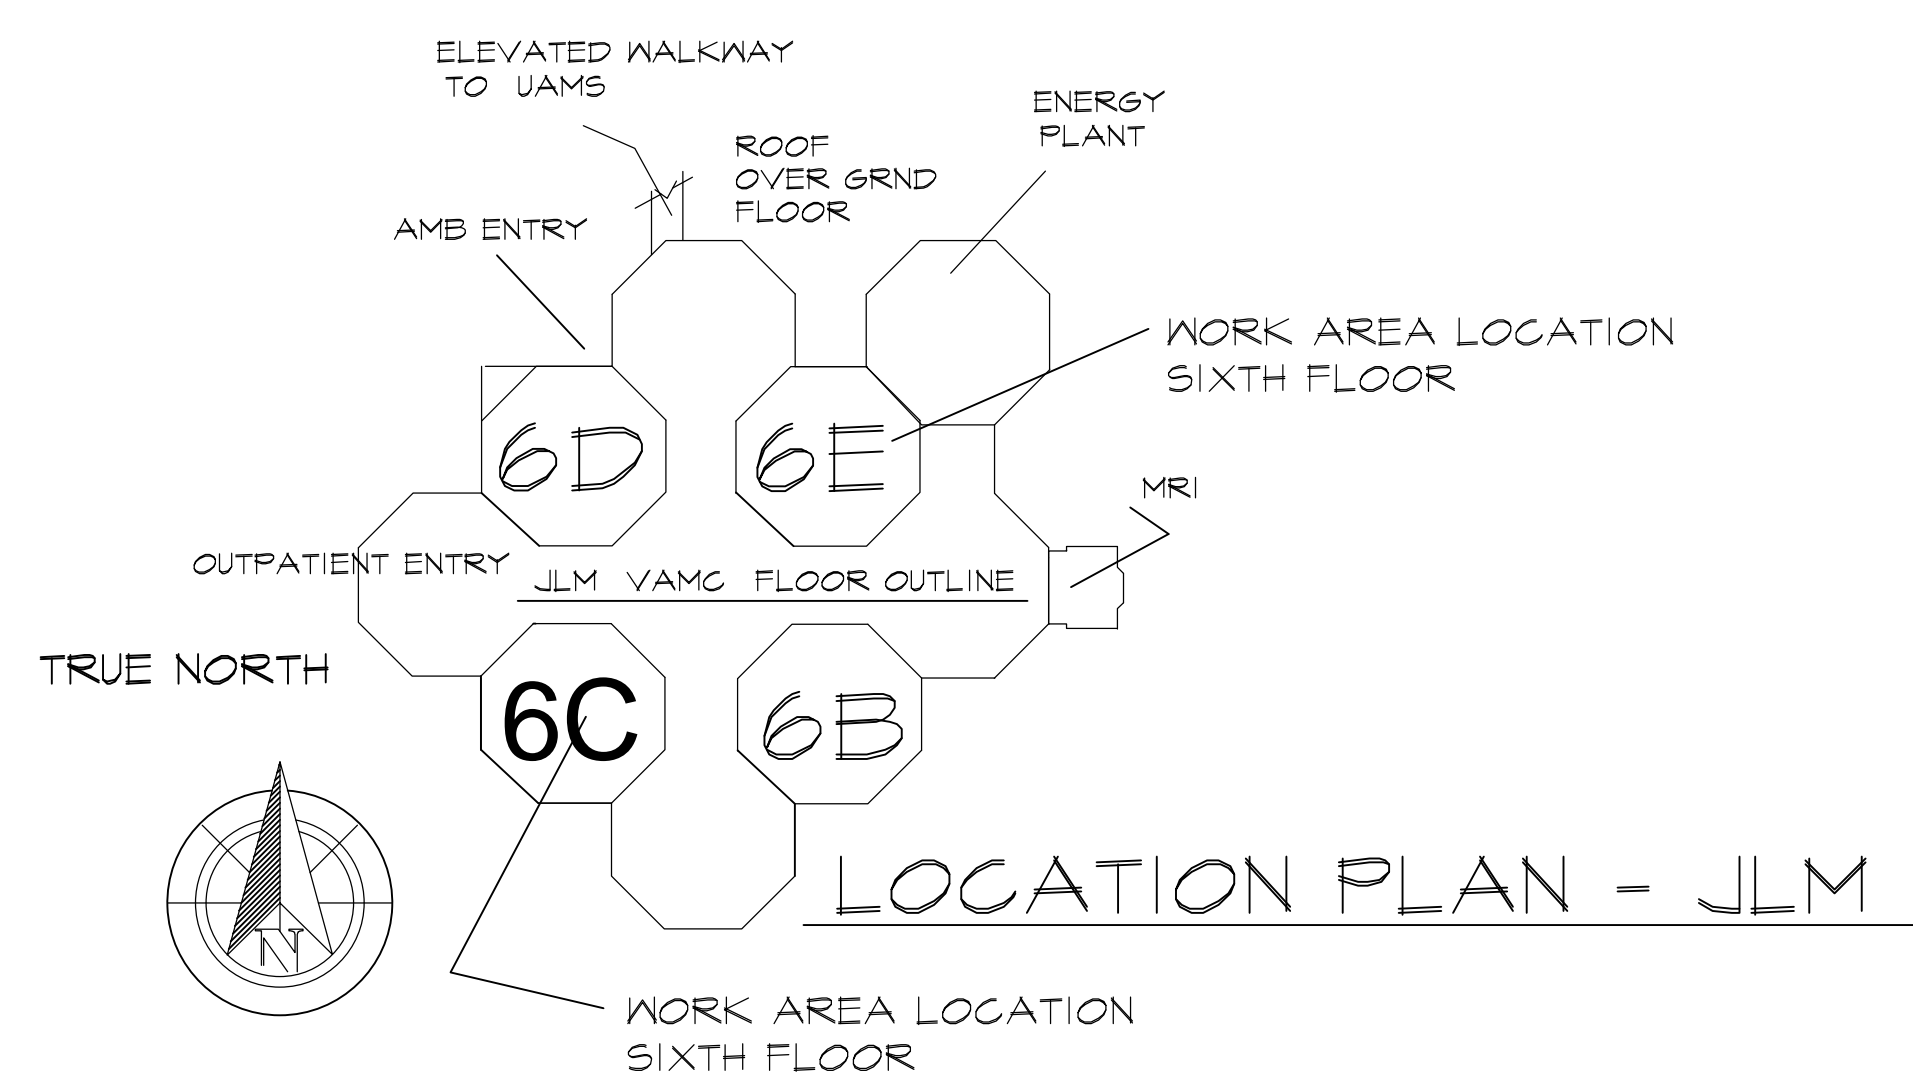 ELEVATED WALKWAY
TO UAMS
ENERGY
PLANT
ROOF
OVER GRND
FLOOR
AMB ENTRY
WORK AREA LOCATION
SIXTH FLOOR
6D
6E
MRI
OUTPATIENT ENTRY
JLM VAMC FLOOR OUTLINE
TRUE NORTH
6C
6B
N
LOCATION PLAN - JLM
WORK AREA LOCATION
SIXTH FLOOR